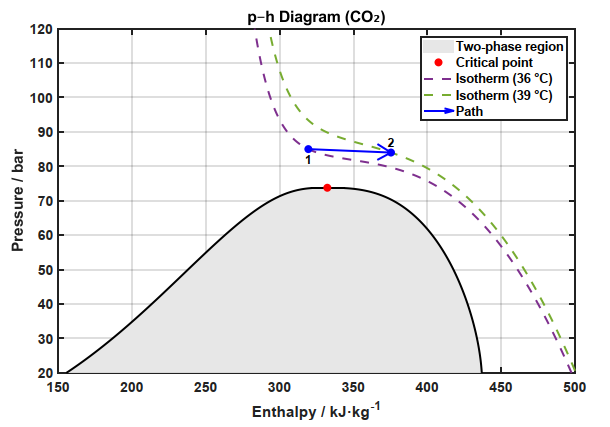 p−h Diagram (CO₂)
Two-phase region
Critical point
Isotherm (36 °C)
Isotherm (39 °C)
Path
120
110
100
90
80
70
60
50
40
30
20
Pressure / bar
1
2
150
200
250
300
350
400
450
500
Enthalpy / kJ·kg⁻¹